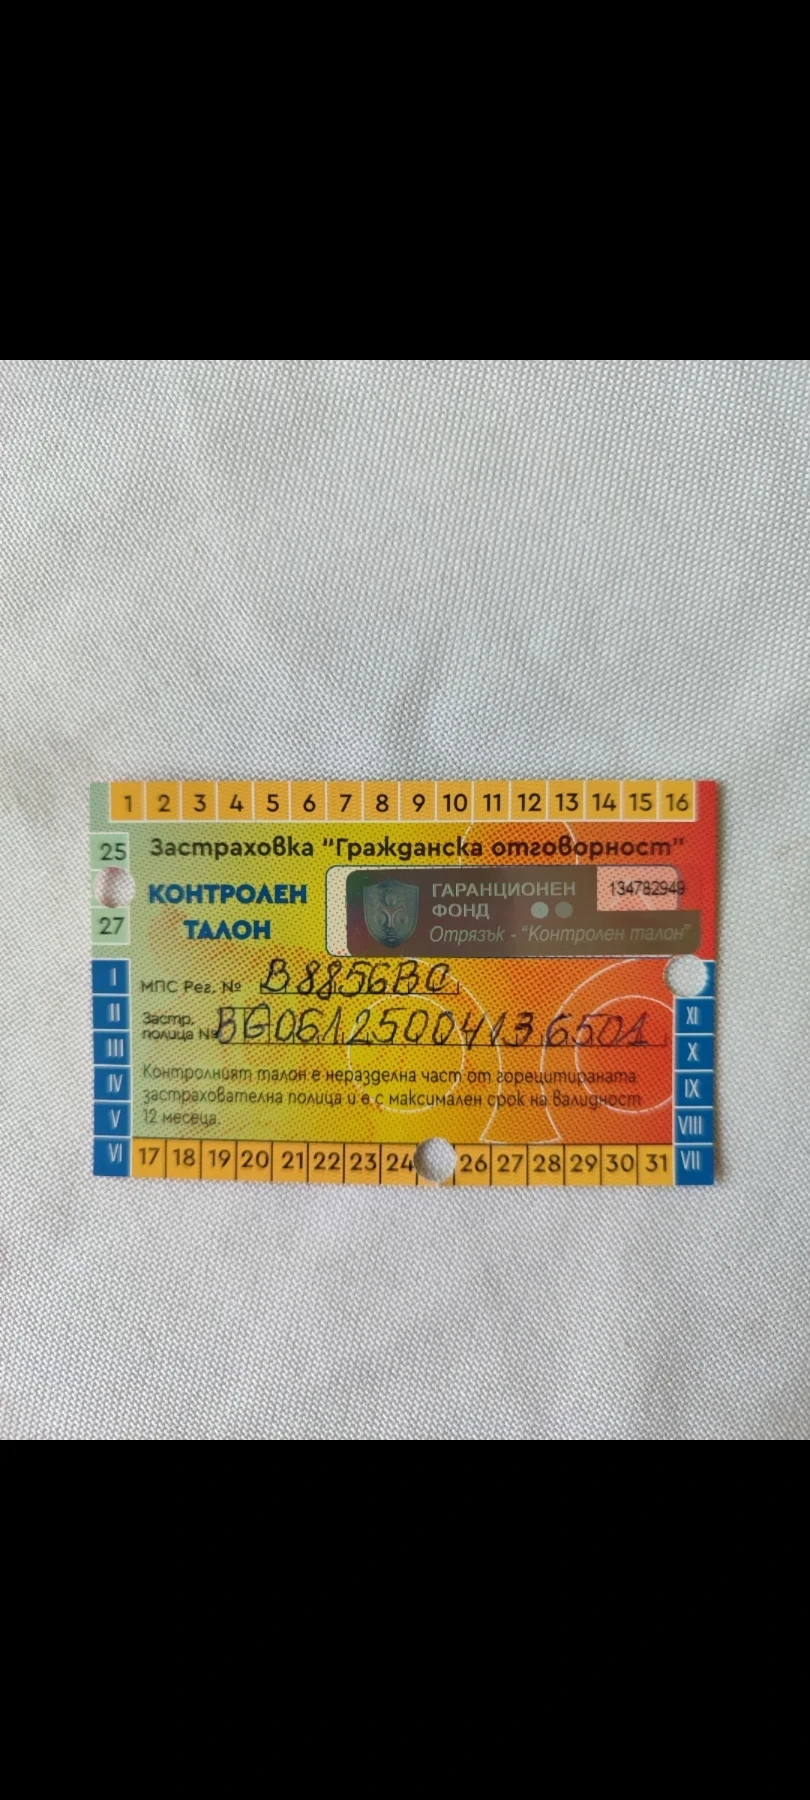 1 2 3 4 5 6 7 8 9 10 11 12 13 14 15 16
25
27
Застраховка "Гражданска отговорност"
КОНТРОЛЕН
ТАЛОН
ГАРАНЦИОНЕН
ФОНД
134782949
Отрязък - "Контролен талон"
МПС Рег. № В8856ВС
Застр.
полица № BG06125004136501
Контролният талон е неразделна част от горецитираната
застрахователна полица и е с максимален срок на валидност
12 месеца.
I
II
III
IV
V
VI
XI
X
IX
VIII
VII
17 18 19 20 21 22 23 24 26 27 28 29 30 31